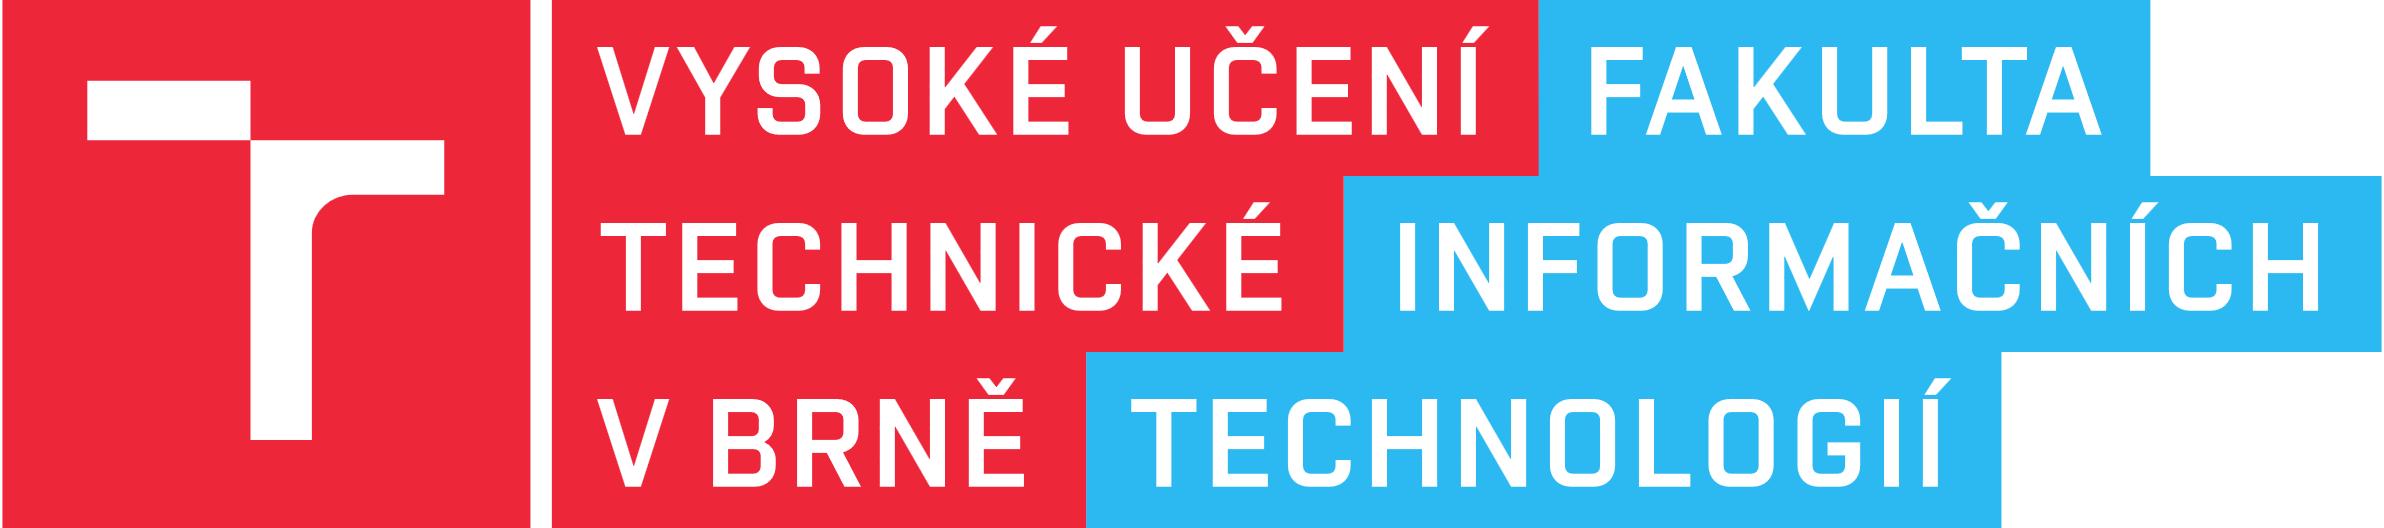 VYSOKÉ UČENÍ FAKULTA
TECHNICKÉ INFORMAČNÍCH
V BRNĚ TECHNOLOGIÍ